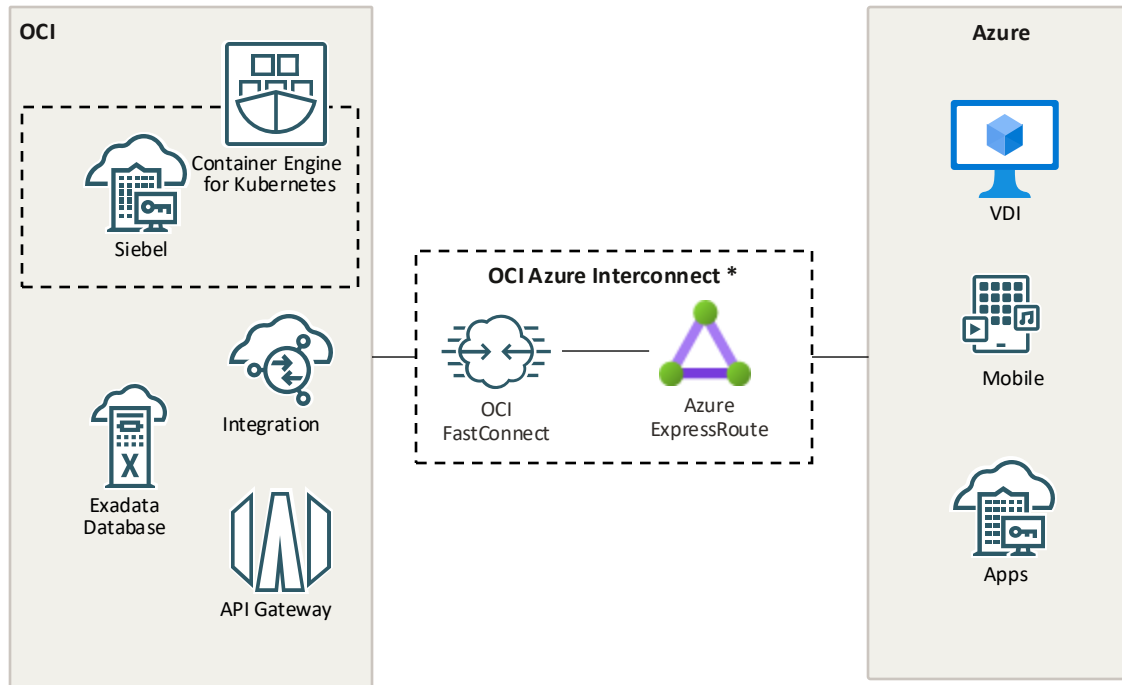 OCI
Container Engine
for Kubernetes
Siebel
Integration
Exadata
Database
X
API Gateway
OCI Azure Interconnect *
OCI
FastConnect
Azure
ExpressRoute
Azure
VDI
Mobile
Apps